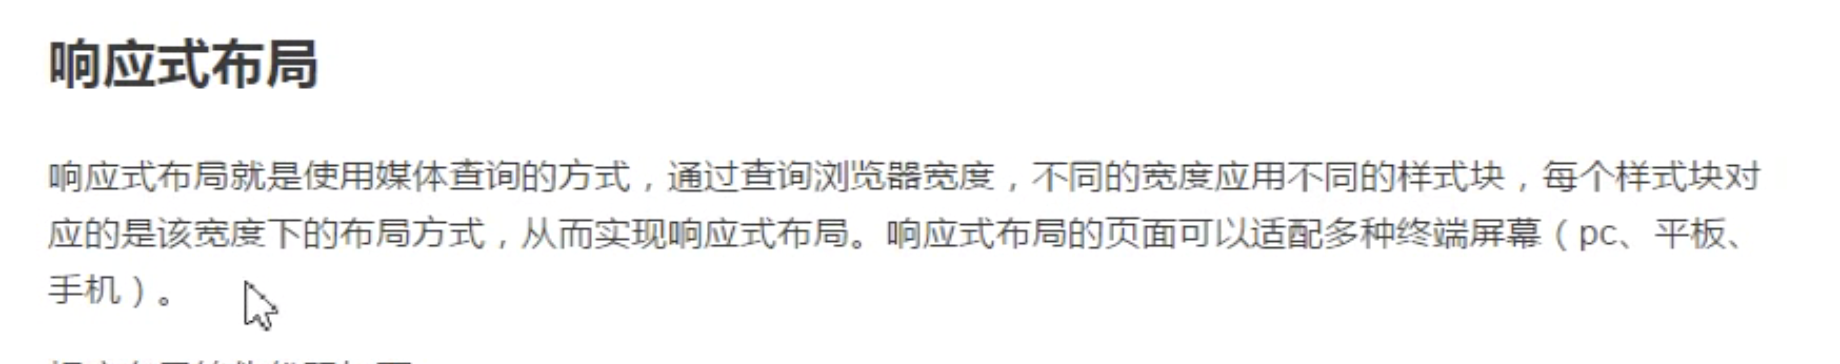 响应式布局
响应式布局就是使用媒体查询的方式，通过查询浏览器宽度，不同的宽度应用不同的样式块，每个样式块对
应的是该宽度下的布局方式，从而实现响应式布局。响应式布局的页面可以适配多种终端屏幕（pc、平板、
手机）。